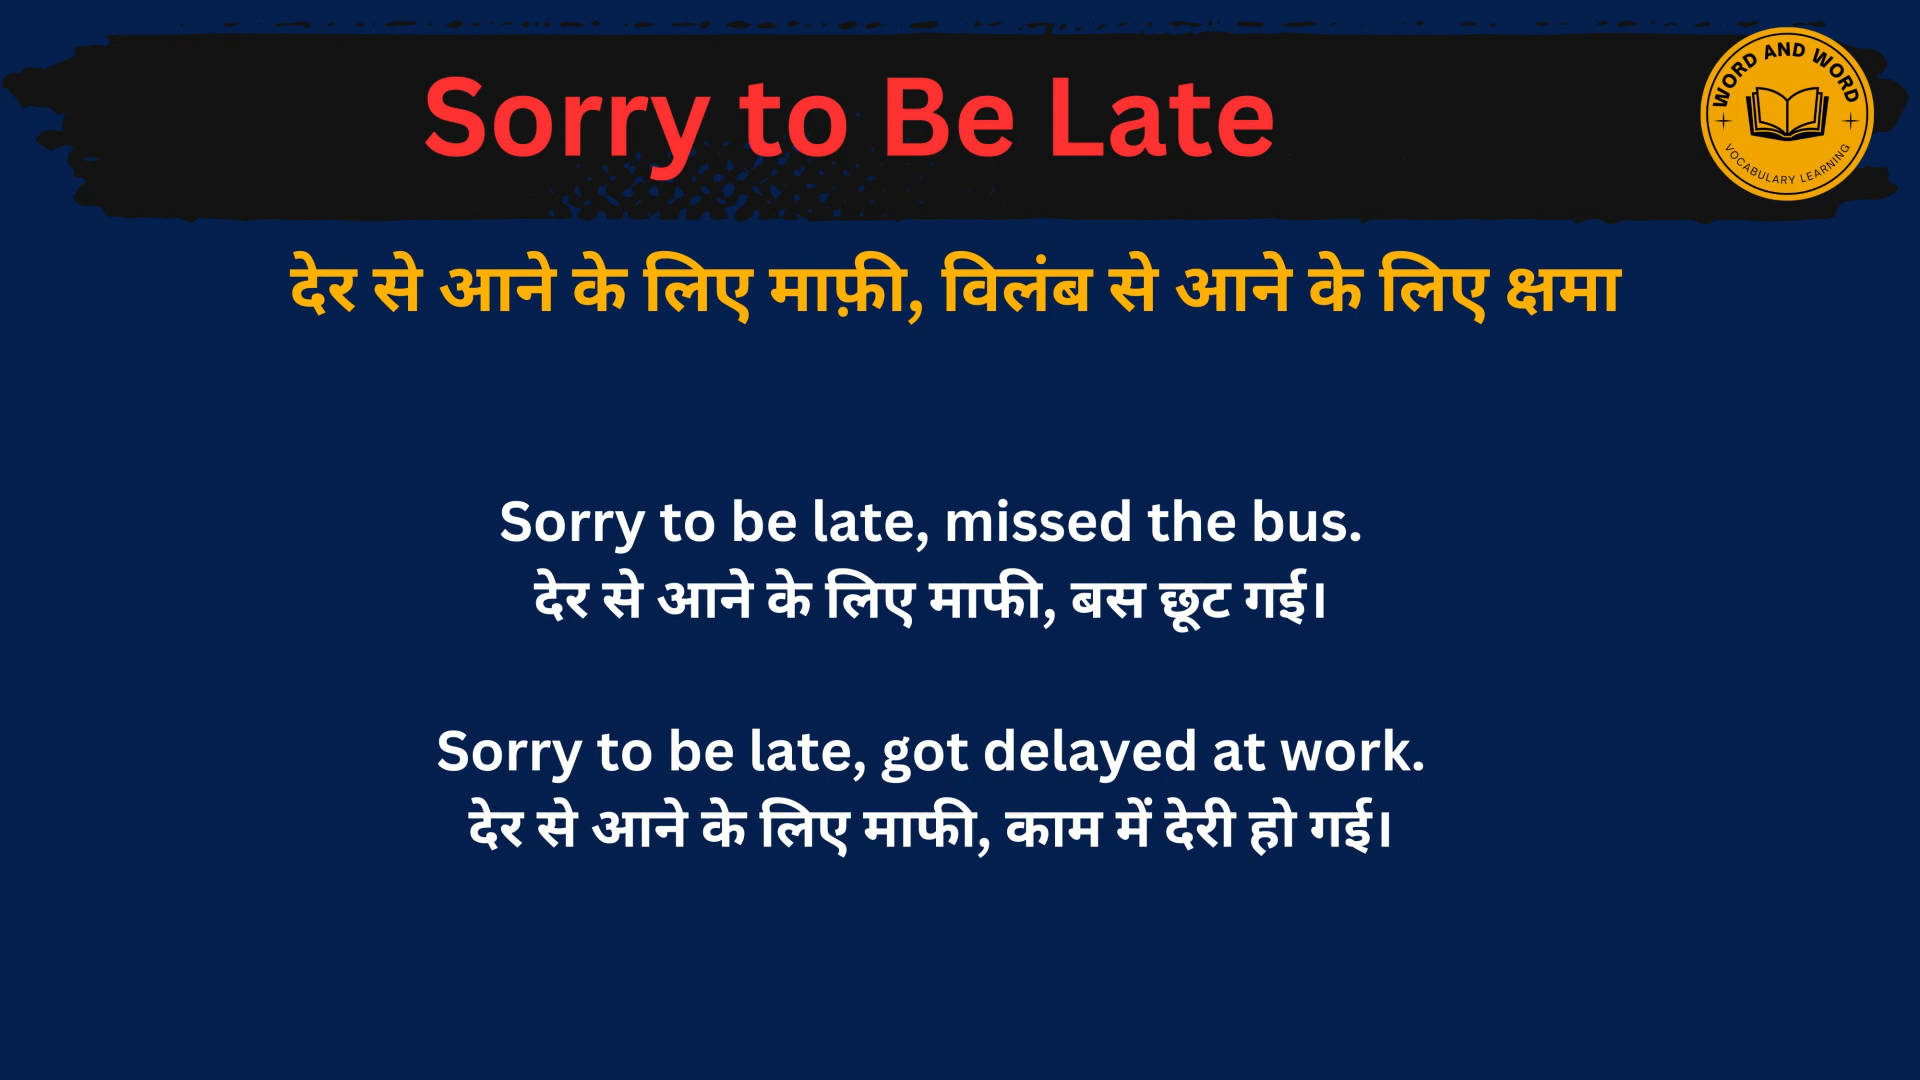 Sorry to Be Late
WORD AND WORD
VOCABULARY LEARNING
देर से आने के लिए माफ़ी, विलंब से आने के लिए क्षमा
Sorry to be late, missed the bus.
देर से आने के लिए माफी, बस छूट गई।
Sorry to be late, got delayed at work.
देर से आने के लिए माफी, काम में देरी हो गई।